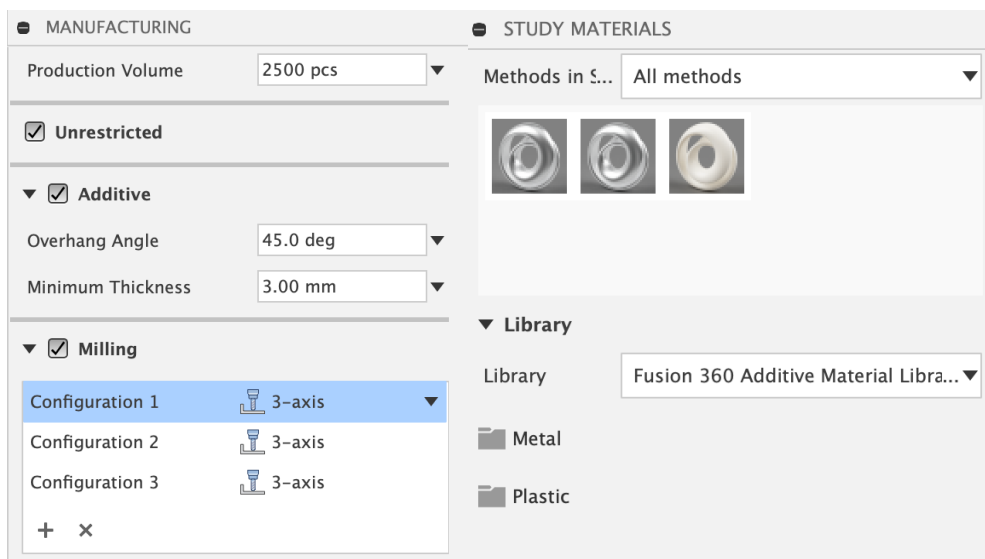 MANUFACTURING
Production Volume 2500 pcs
Unrestricted
Additive
Overhang Angle 45.0 deg
Minimum Thickness 3.00 mm
Milling
Configuration 1 3-axis
Configuration 2 3-axis
Configuration 3 3-axis
STUDY MATERIALS
Methods in S... All methods
Library
Library Fusion 360 Additive Material Libra...
Metal
Plastic